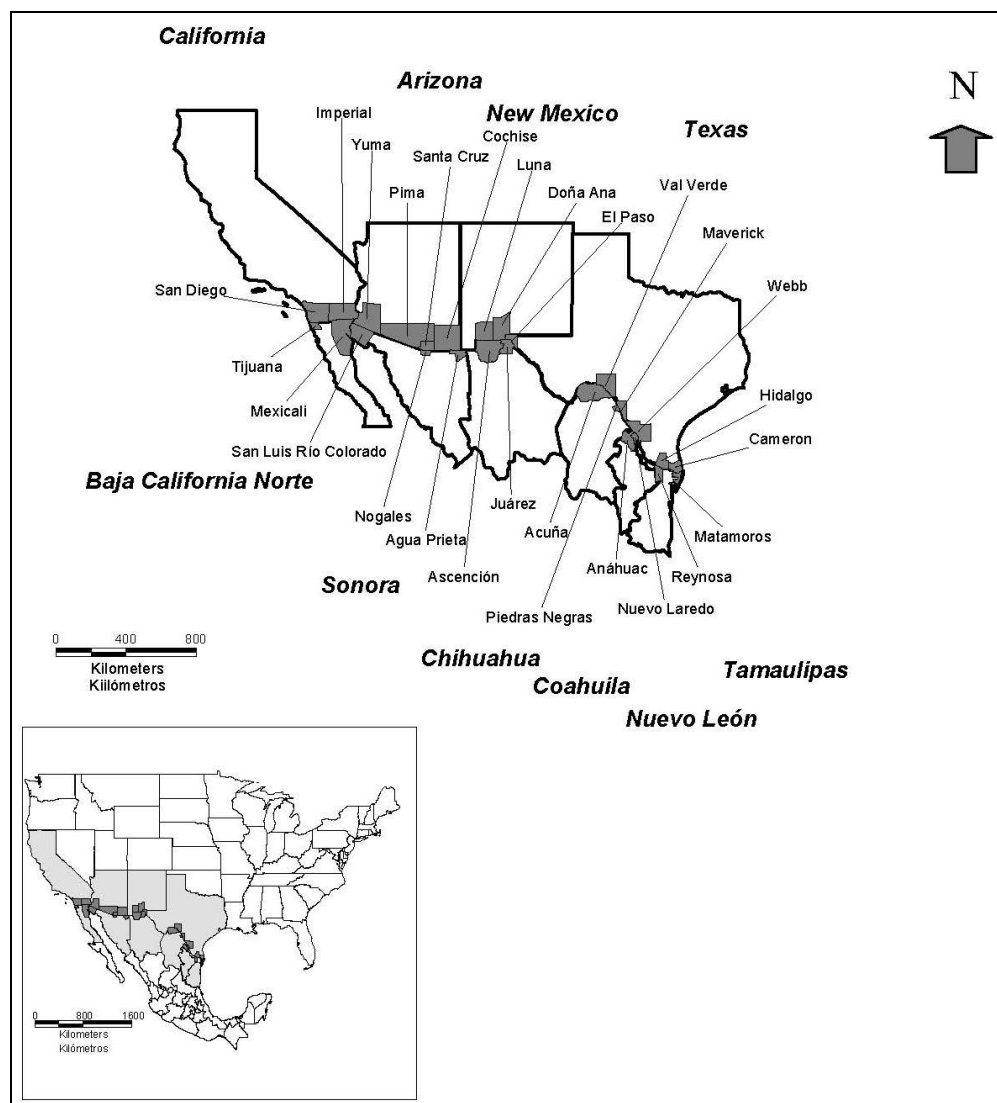 California
Arizona
N
New Mexico
Texas
Imperial
Cochise
Yuma
Santa Cruz
Luna
Val Verde
Pima
Doña Ana
El Paso
Maverick
Webb
San Diego
Tijuana
Hidalgo
Mexicali
Cameron
San Luis Río Colorado
Baja California Norte
Nogales
Juárez
Agua Prieta
Acuña
Matamoros
Ascención
Anáhuac
Reynosa
Sonora
Nuevo Laredo
Piedras Negras
0 400 800
Kilometers
Kiilómetros
Chihuahua
Tamaulipas
Coahuila
Nuevo León
0 800 1600
Kilometers
Kilómetros